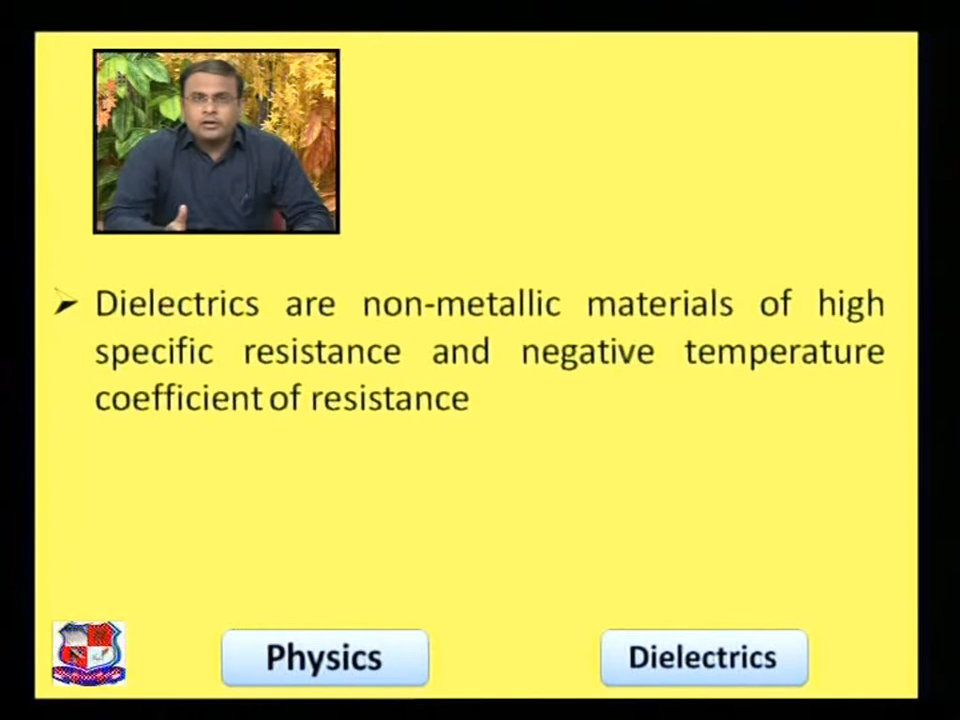 Dielectrics are non-metallic materials of high
specific resistance and negative temperature
coefficient of resistance
Physics
Dielectrics